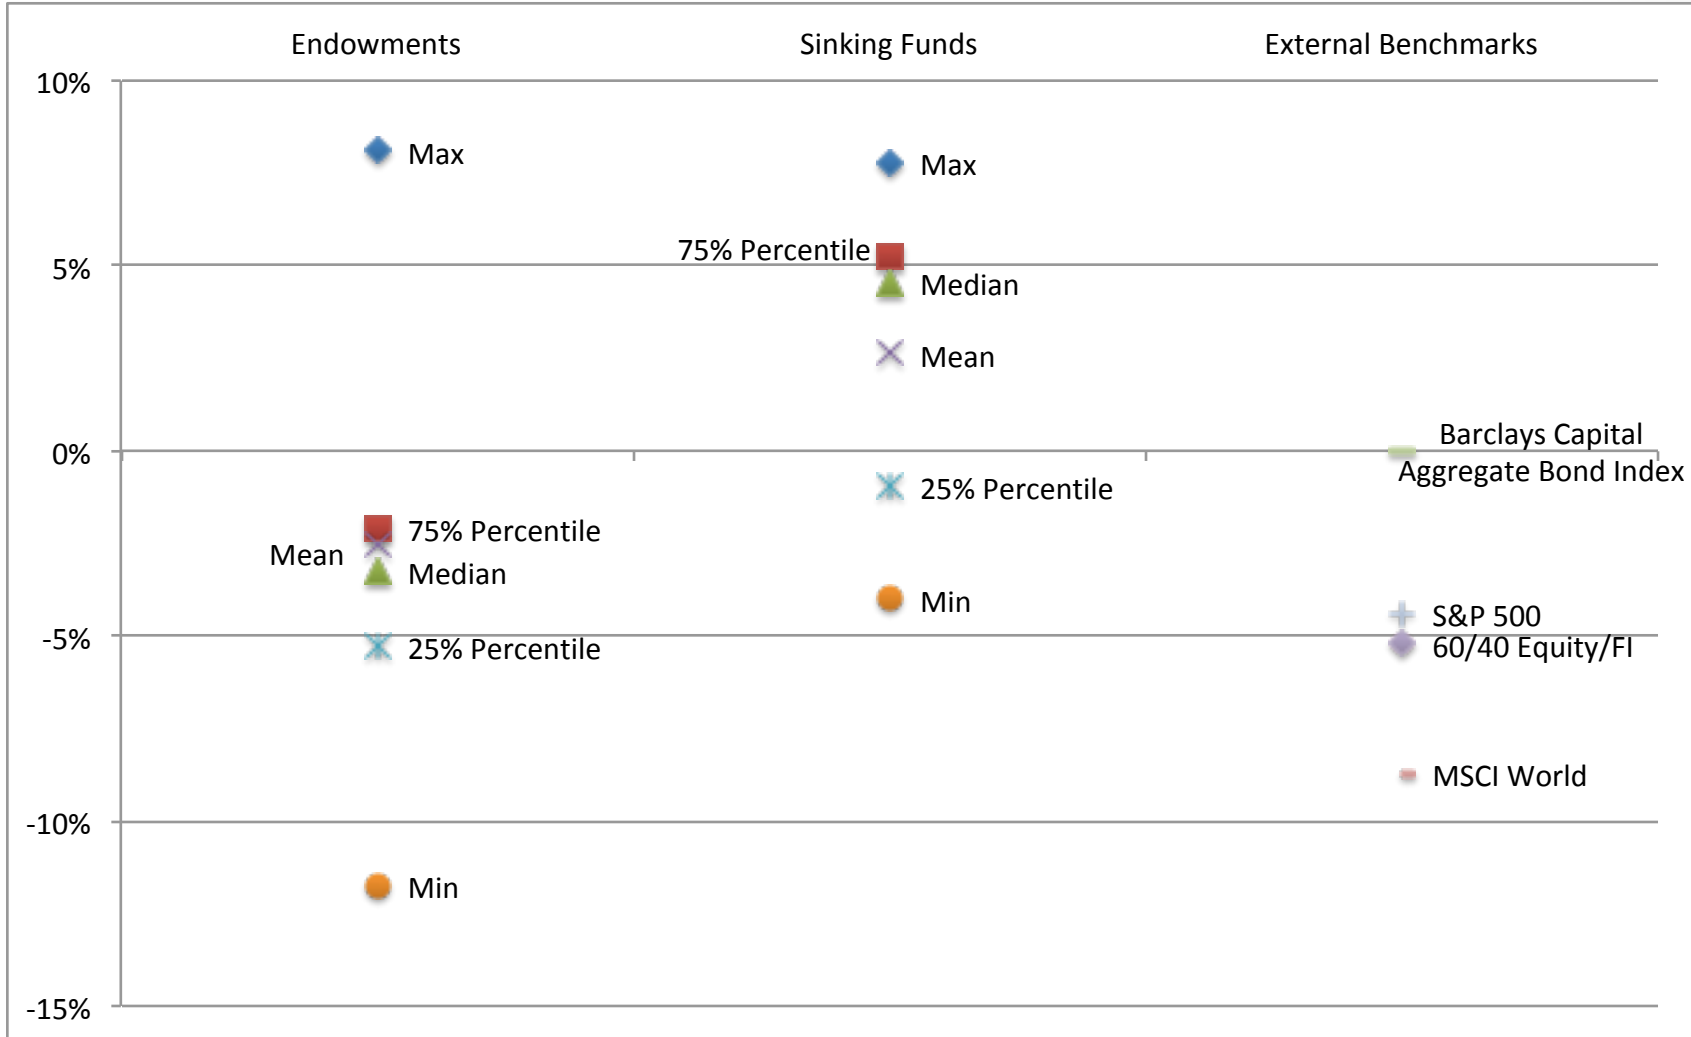 Endowments Sinking Funds External Benchmarks
10%
Max
Max
75% Percentile
5%
Median
Mean
0%
Barclays Capital
Aggregate Bond Index
25% Percentile
75% Percentile
Mean
Median
Min
S&P 500
-5%
25% Percentile
60/40 Equity/FI
MSCI World
-10%
Min
-15%